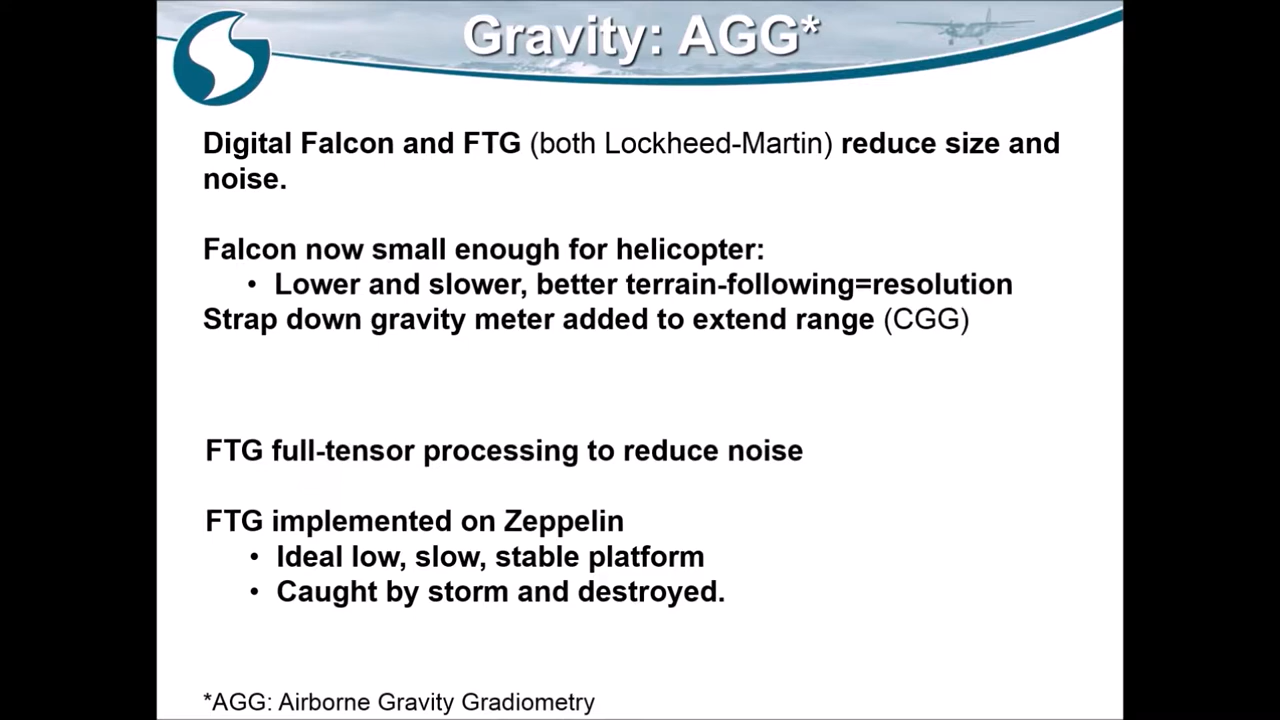 Gravity: AGG*
Digital Falcon and FTG (both Lockheed-Martin) reduce size and
noise.
Falcon now small enough for helicopter:
• Lower and slower, better terrain-following=resolution
Strap down gravity meter added to extend range (CGG)
FTG full-tensor processing to reduce noise
FTG implemented on Zeppelin
• Ideal low, slow, stable platform
• Caught by storm and destroyed.
*AGG: Airborne Gravity Gradiometry